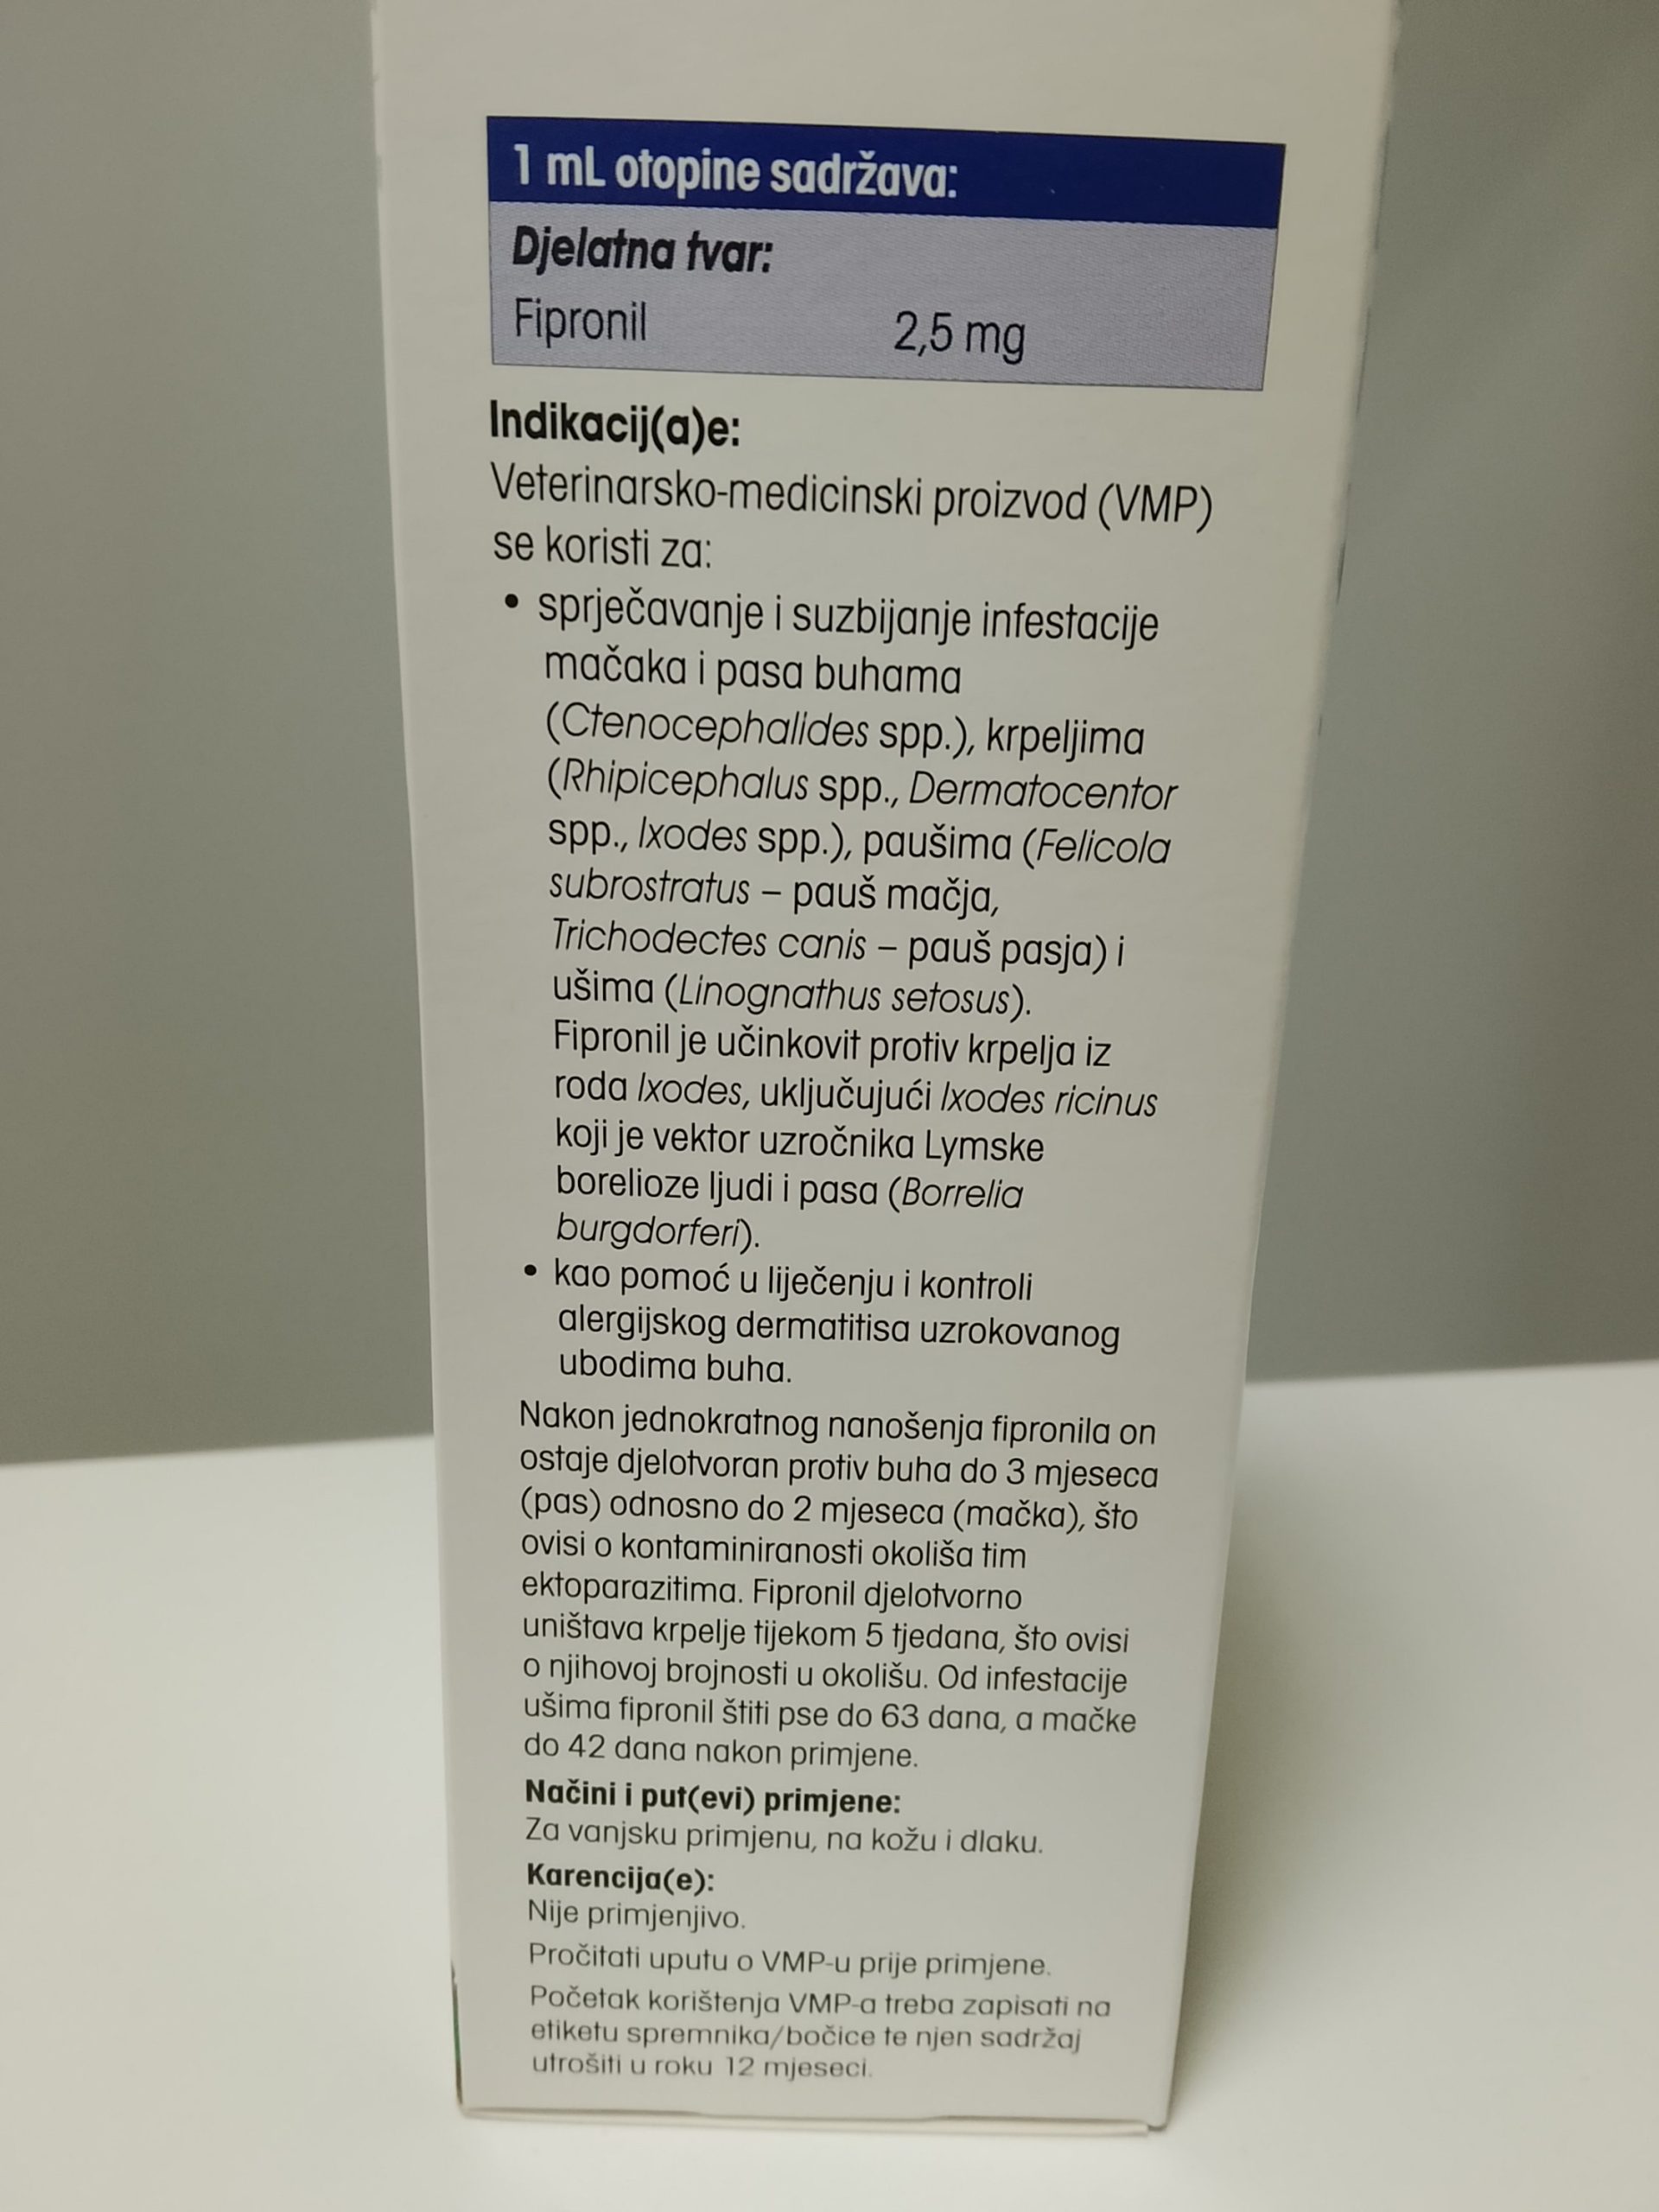 1 mL otopine sadržava:
Djelatna tvar:
Fipronil 2,5 mg
Indikacij(a)e:
Veterinarsko-medicinski proizvod (VMP)
se koristi za:
• sprječavanje i suzbijanje infestacije
mačaka i pasa buhama
(Ctenocephalides spp.), krpeljima
(Rhipicephalus spp., Dermatocentor
spp., Ixodes spp.), paušima (Felicola
subrostratus – pauš mačja,
Trichodectes canis – pauš pasja) i
ušima (Linognathus setosus).
Fipronil je učinkovit protiv krpelja iz
roda Ixodes, uključujući Ixodes ricinus
koji je vektor uzročnika Lymske
borelioze ljudi i pasa (Borrelia
burgdorferi).
• kao pomoć u liječenju i kontroli
alergijskog dermatitisa uzrokovanog
ubodima buha.
Nakon jednokratnog nanošenja fipronila on
ostaje djelotvoran protiv buha do 3 mjeseca
(pas) odnosno do 2 mjeseca (mačka), što
ovisi o kontaminiranosti okoliša tim
ektoparazitima. Fipronil djelotvorno
uništava krpelje tijekom 5 tjedana, što ovisi
o njihovoj brojnosti u okolišu. Od infestacije
ušima fipronil štiti pse do 63 dana, a mačke
do 42 dana nakon primjene.
Načini i put(evi) primjene:
Za vanjsku primjenu, na kožu i dlaku.
Karencija(e):
Nije primjenjivo.
Pročitati uputu o VMP-u prije primjene.
Početak korištenja VMP-a treba zapisati na
etiketu spremnika/bočice te njen sadržaj
utrošiti u roku 12 mjeseci.